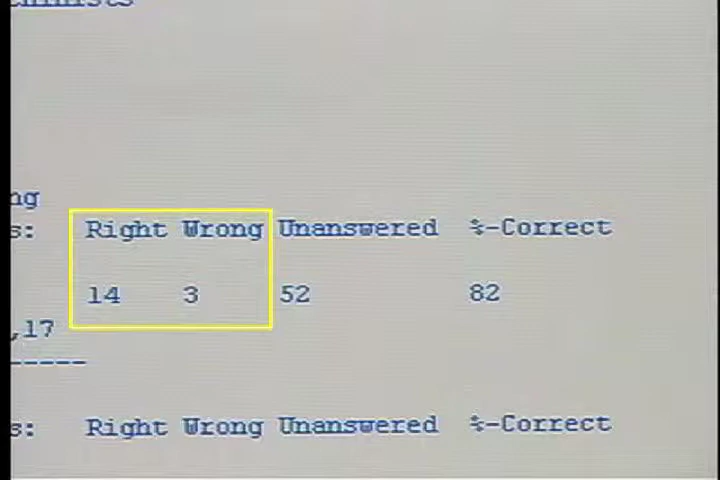 ng
s: Right Wrong Unanswered %-Correct
14 3 52 82
,17
-----
s: Right Wrong Unanswered %-Correct